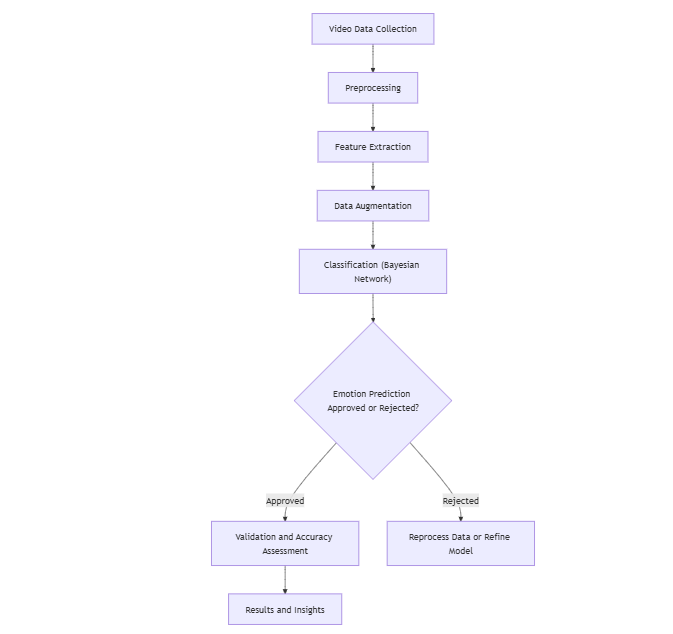 Video Data Collection
Preprocessing
Feature Extraction
Data Augmentation
Classification (Bayesian
Network)
Emotion Prediction
Approved or Rejected?
Approved
Rejected
Validation and Accuracy
Assessment
Reprocess Data or Refine
Model
Results and Insights